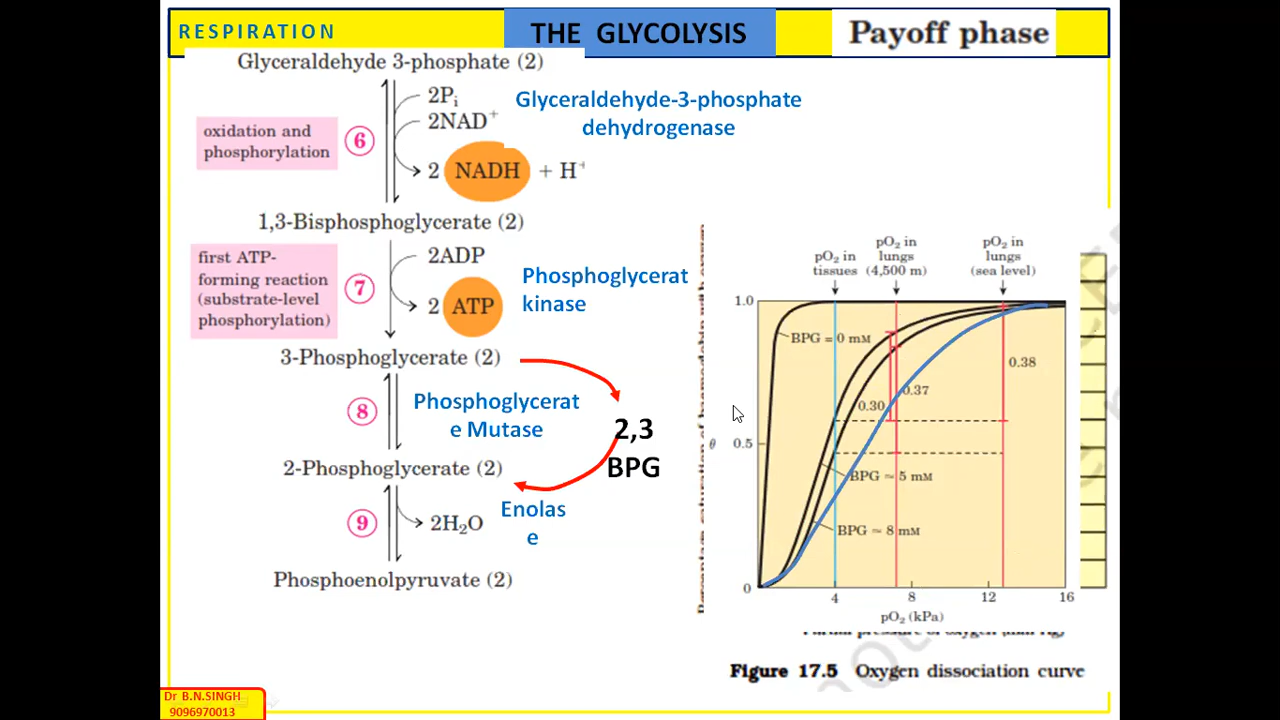 RESPIRATION
THE GLYCOLYSIS
Payoff phase
Glyceraldehyde 3-phosphate (2)
2Pi
2NAD+
2 NADH + H+
oxidation and
phosphorylation
6
Glyceraldehyde-3-phosphate
dehydrogenase
1,3-Bisphosphoglycerate (2)
first ATP-
forming reaction
(substrate-level
phosphorylation)
7
2ADP
2 ATP
Phosphoglycerat
kinase
3-Phosphoglycerate (2)
8
Phosphoglycerat
e Mutase
2,3
BPG
2-Phosphoglycerate (2)
9
2H2O
Enolas
e
Phosphoenolpyruvate (2)
pO2 in
tissues
pO2 in
lungs
(4,500 m)
pO2 in
lungs
(sea level)
1.0
BPG = 0 mM
0.38
0.37
0.30
θ 0.5
BPG ≈ 5 mM
BPG ≈ 8 mM
0
4 8 12 16
pO2 (kPa)
Figure 17.5 Oxygen dissociation curve
Dr B.N.SINGH
9096970013